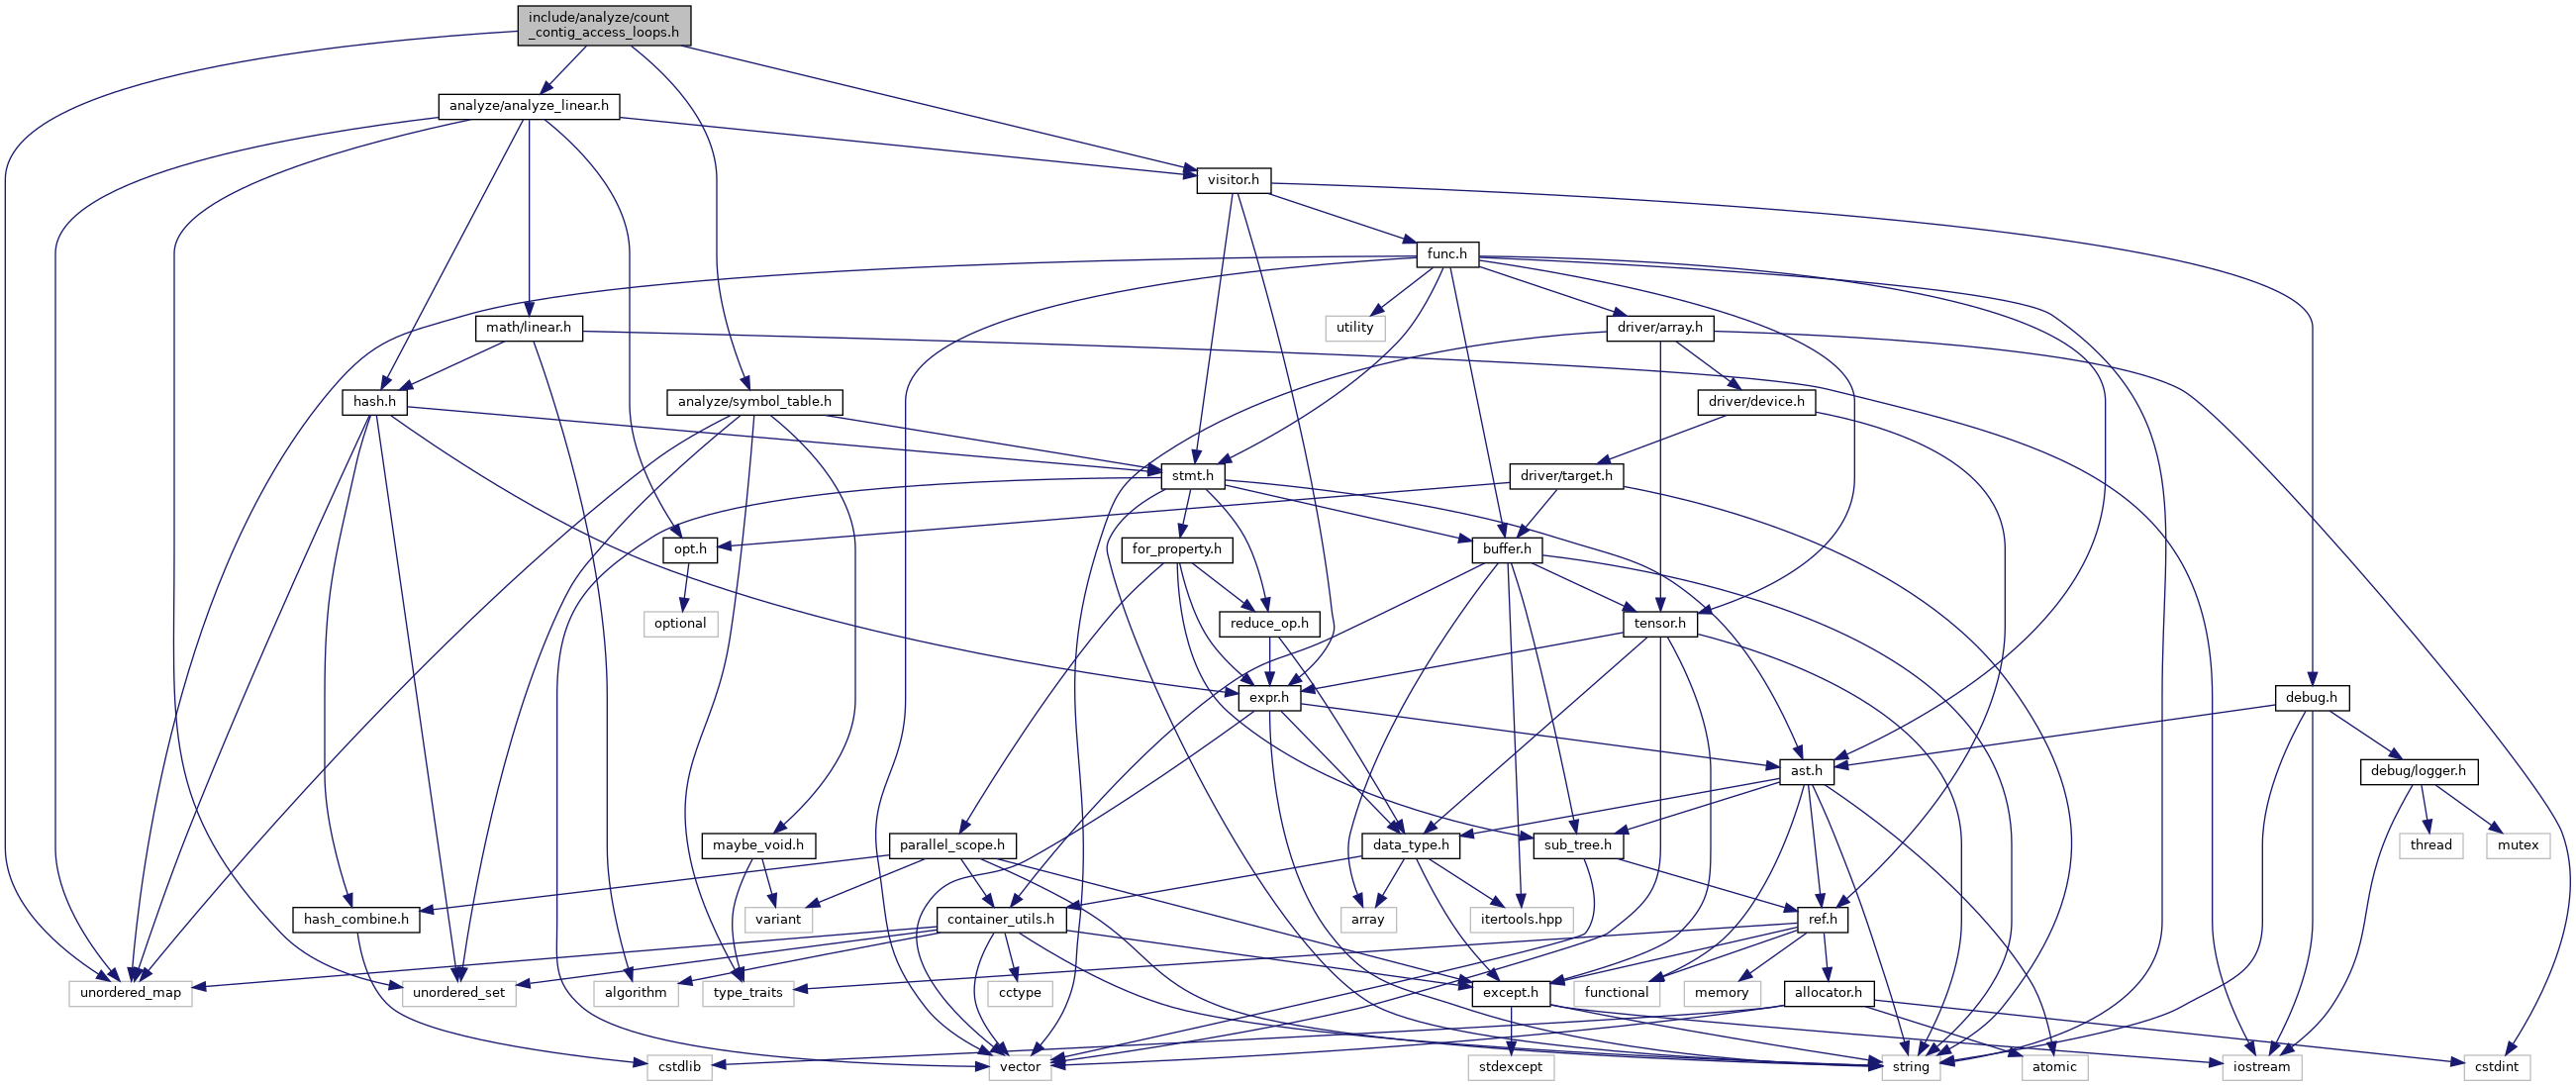 include/analyze/count
_contig_access_loops.h
analyze/analyze_linear.h
visitor.h
func.h
math/linear.h
utility
driver/array.h
hash.h
analyze/symbol_table.h
driver/device.h
stmt.h
driver/target.h
opt.h
for_property.h
buffer.h
optional
reduce_op.h
tensor.h
expr.h
debug.h
ast.h
debug/logger.h
maybe_void.h
parallel_scope.h
data_type.h
sub_tree.h
thread
mutex
hash_combine.h
variant
container_utils.h
array
itertools.hpp
ref.h
unordered_map
unordered_set
algorithm
type_traits
cctype
except.h
functional
memory
allocator.h
cstdlib
vector
stdexcept
string
atomic
iostream
cstdint